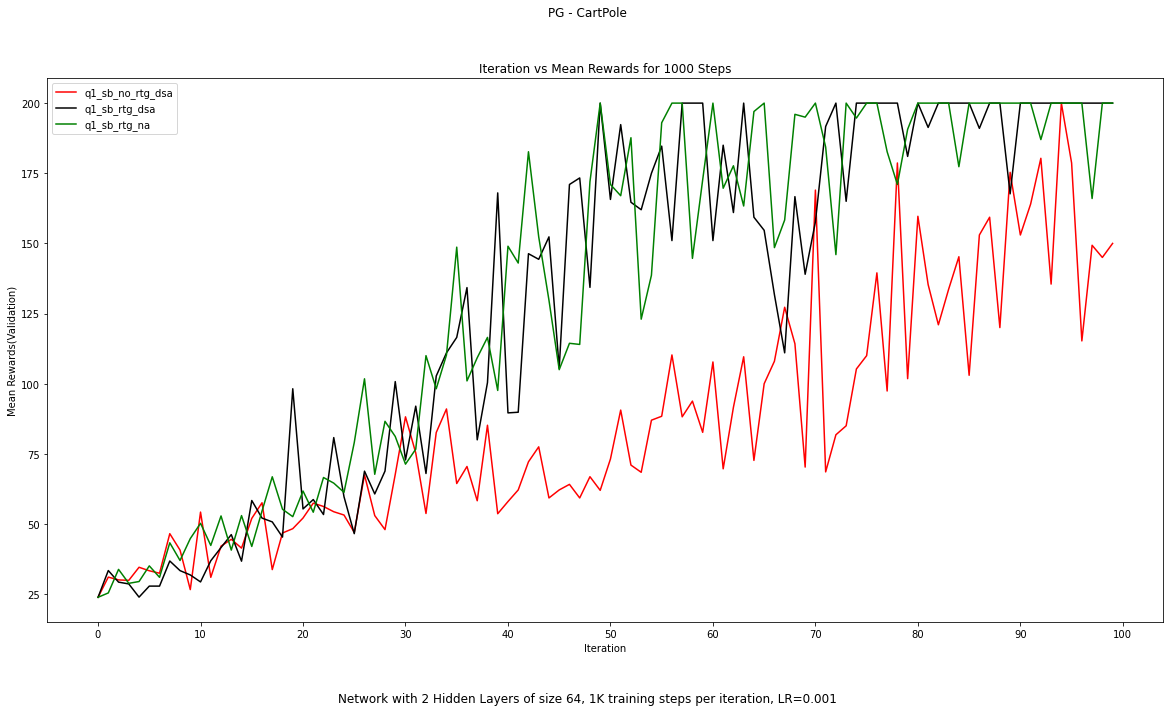 PG - CartPole
Iteration vs Mean Rewards for 1000 Steps
q1_sb_no_rtg_dsa
q1_sb_rtg_dsa
q1_sb_rtg_na
Mean Rewards(Validation)
200
175
150
125
100
75
50
25
0 10 20 30 40 50 60 70 80 90 100
Iteration
Network with 2 Hidden Layers of size 64, 1K training steps per iteration, LR=0.001